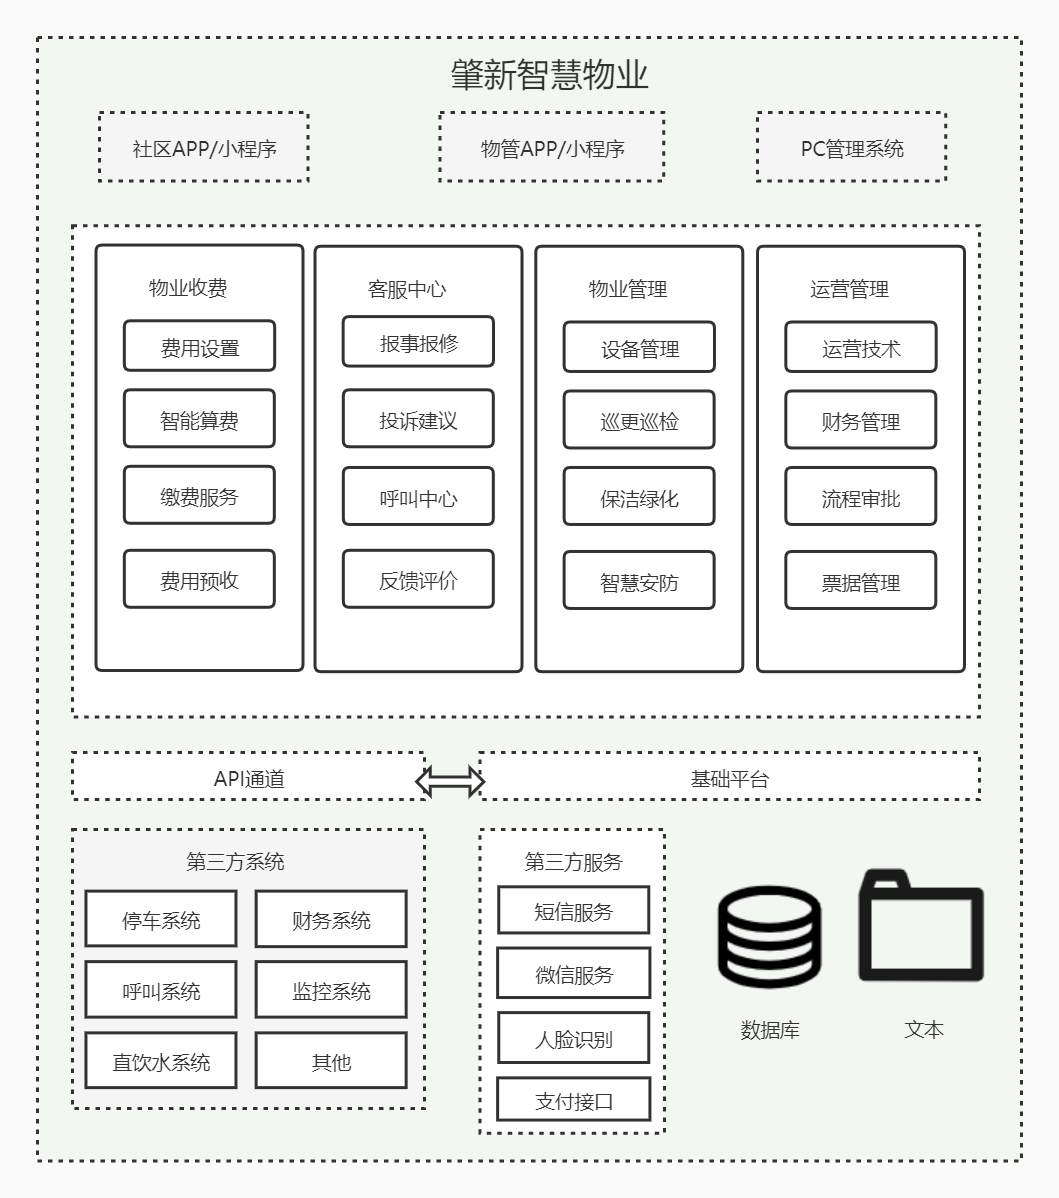 肇新智慧物业
社区APP/小程序
物管APP/小程序
PC管理系统
物业收费
费用设置
智能算费
缴费服务
费用预收
客服中心
报事报修
投诉建议
呼叫中心
反馈评价
物业管理
设备管理
巡更巡检
保洁绿化
智慧安防
运营管理
运营技术
财务管理
流程审批
票据管理
API通道
基础平台
第三方系统
停车系统
财务系统
呼叫系统
监控系统
直饮水系统
其他
第三方服务
短信服务
微信服务
人脸识别
支付接口
数据库
文本